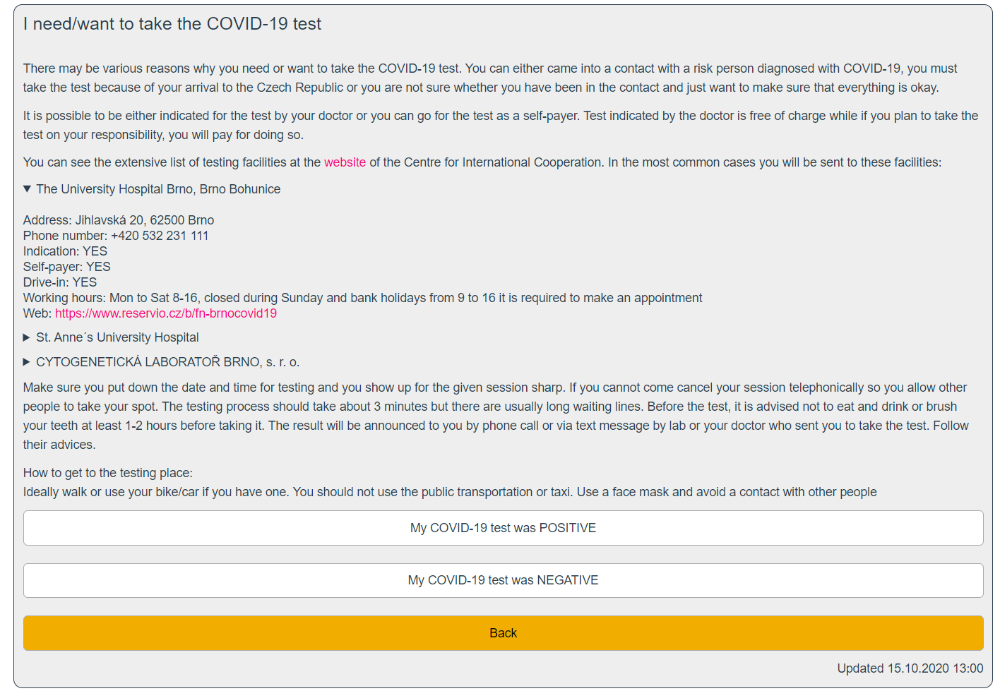 I need/want to take the COVID-19 test
There may be various reasons why you need or want to take the COVID-19 test. You can either came into a contact with a risk person diagnosed with COVID-19, you must
take the test because of your arrival to the Czech Republic or you are not sure whether you have been in the contact and just want to make sure that everything is okay.
It is possible to be either indicated for the test by your doctor or you can go for the test as a self-payer. Test indicated by the doctor is free of charge while if you plan to take the
test on your responsibility, you will pay for doing so.
You can see the extensive list of testing facilities at the website of the Centre for International Cooperation. In the most common cases you will be sent to these facilities:
▼ The University Hospital Brno, Brno Bohunice
Address: Jihlavská 20, 62500 Brno
Phone number: +420 532 231 111
Indication: YES
Self-payer: YES
Drive-in: YES
Working hours: Mon to Sat 8-16, closed during Sunday and bank holidays from 9 to 16 it is required to make an appointment
Web: https://www.reservio.cz/b/fn-brnocovid19
▶ St. Anne´s University Hospital
▶ CYTOGENETICKÁ LABORATOŘ BRNO, s. r. o.
Make sure you put down the date and time for testing and you show up for the given session sharp. If you cannot come cancel your session telephonically so you allow other
people to take your spot. The testing process should take about 3 minutes but there are usually long waiting lines. Before the test, it is advised not to eat and drink or brush
your teeth at least 1-2 hours before taking it. The result will be announced to you by phone call or via text message by lab or your doctor who sent you to take the test. Follow
their advices.
How to get to the testing place:
Ideally walk or use your bike/car if you have one. You should not use the public transportation or taxi. Use a face mask and avoid a contact with other people
My COVID-19 test was POSITIVE
My COVID-19 test was NEGATIVE
Back
Updated 15.10.2020 13:00